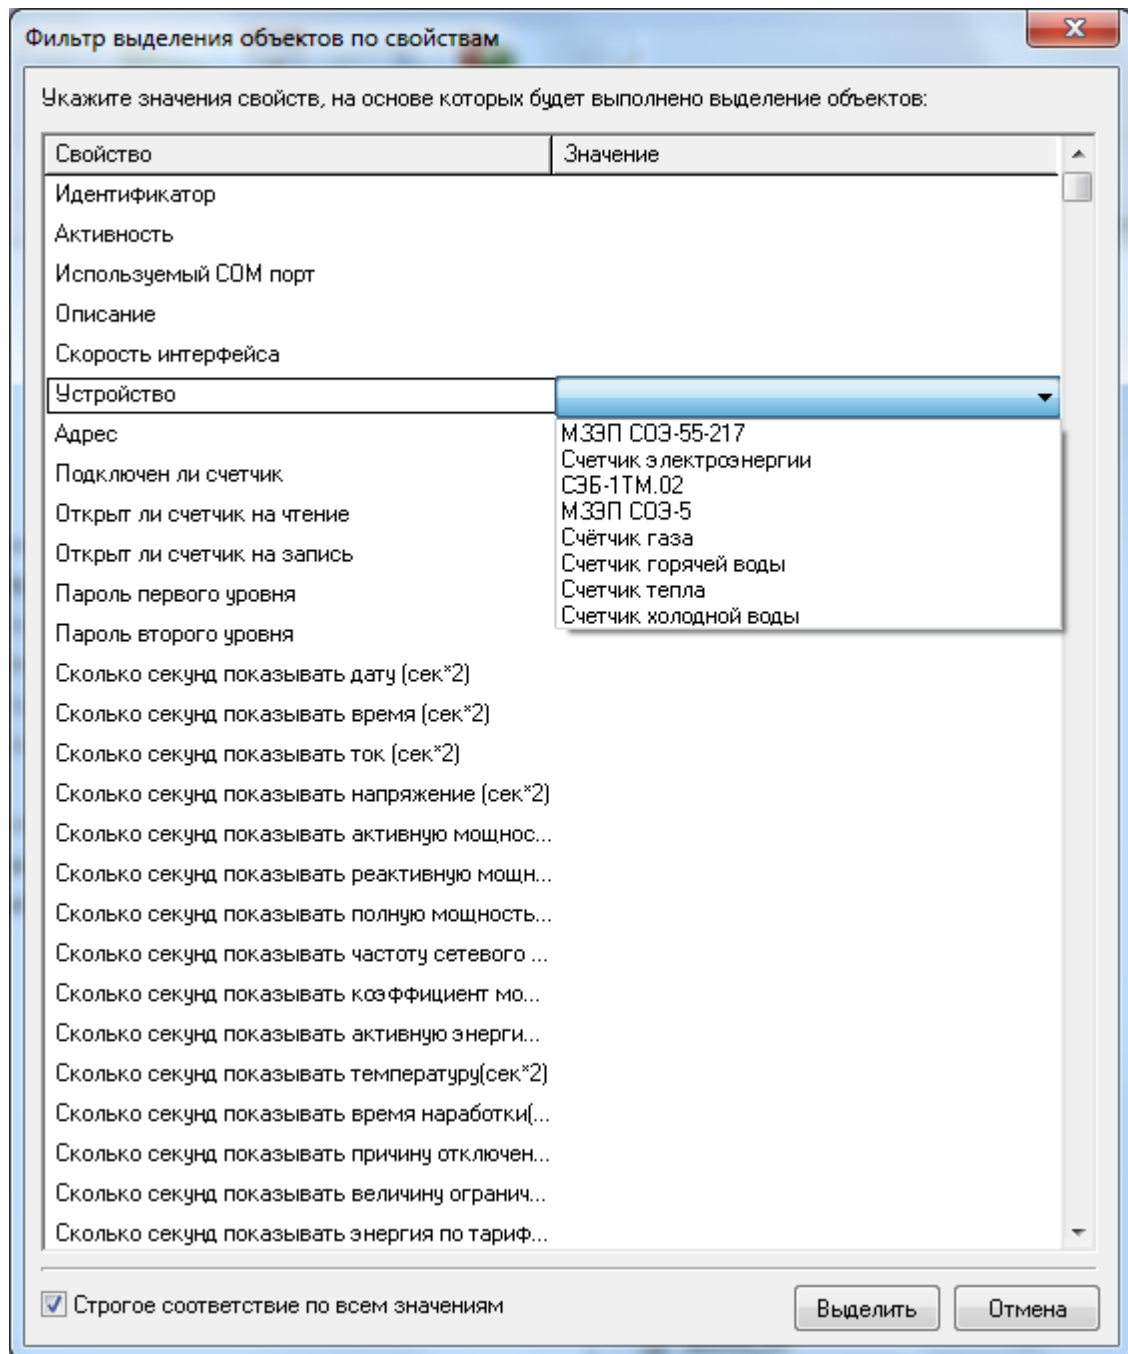 Фильтр выделения объектов по свойствам
Укажите значения свойств, на основе которых будет выполнено выделение объектов:
Свойство Значение
Идентификатор
Активность
Используемый COM порт
Описание
Скорость интерфейса
Устройство
Адрес
Подключен ли счетчик
Открыт ли счетчик на чтение
Открыт ли счетчик на запись
Пароль первого уровня
Пароль второго уровня
МЗЭП СОЭ-55-217
Счетчик электроэнергии
СЭБ-1ТМ.02
МЗЭП СОЭ-5
Счётчик газа
Счетчик горячей воды
Счетчик тепла
Счетчик холодной воды
Сколько секунд показывать дату (сек*2)
Сколько секунд показывать время (сек*2)
Сколько секунд показывать ток (сек*2)
Сколько секунд показывать напряжение (сек*2)
Сколько секунд показывать активную мощнос...
Сколько секунд показывать реактивную мощн...
Сколько секунд показывать полную мощность...
Сколько секунд показывать частоту сетевого ...
Сколько секунд показывать коэффициент мо...
Сколько секунд показывать активную энерги...
Сколько секунд показывать температуру(сек*2)
Сколько секунд показывать время наработки(...
Сколько секунд показывать причину отключен...
Сколько секунд показывать величину огранич...
Сколько секунд показывать энергия по тариф...
Строгое соответствие по всем значениям
Выделить Отмена